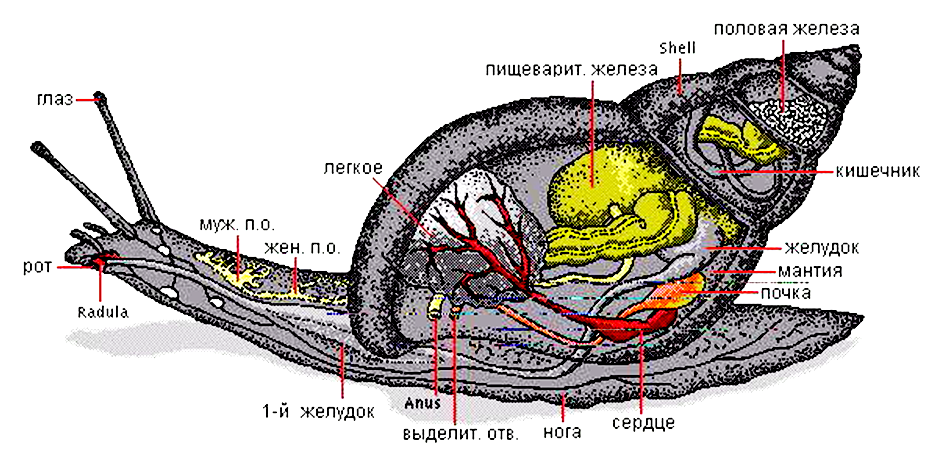 половая железа
Shell
пищеварит. железа
глаз
легкое
кишечник
муж. п.о.
жен. п.о.
желудок
рот
мантия
почка
Radula
1-й желудок
Anus
выделит. отв.
нога
сердце